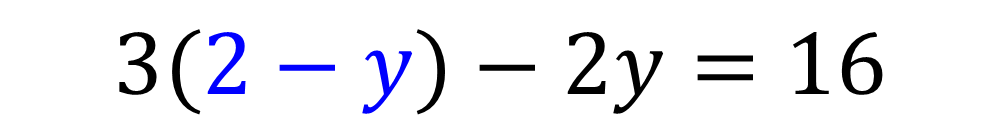 3(2 − y) − 2y = 16